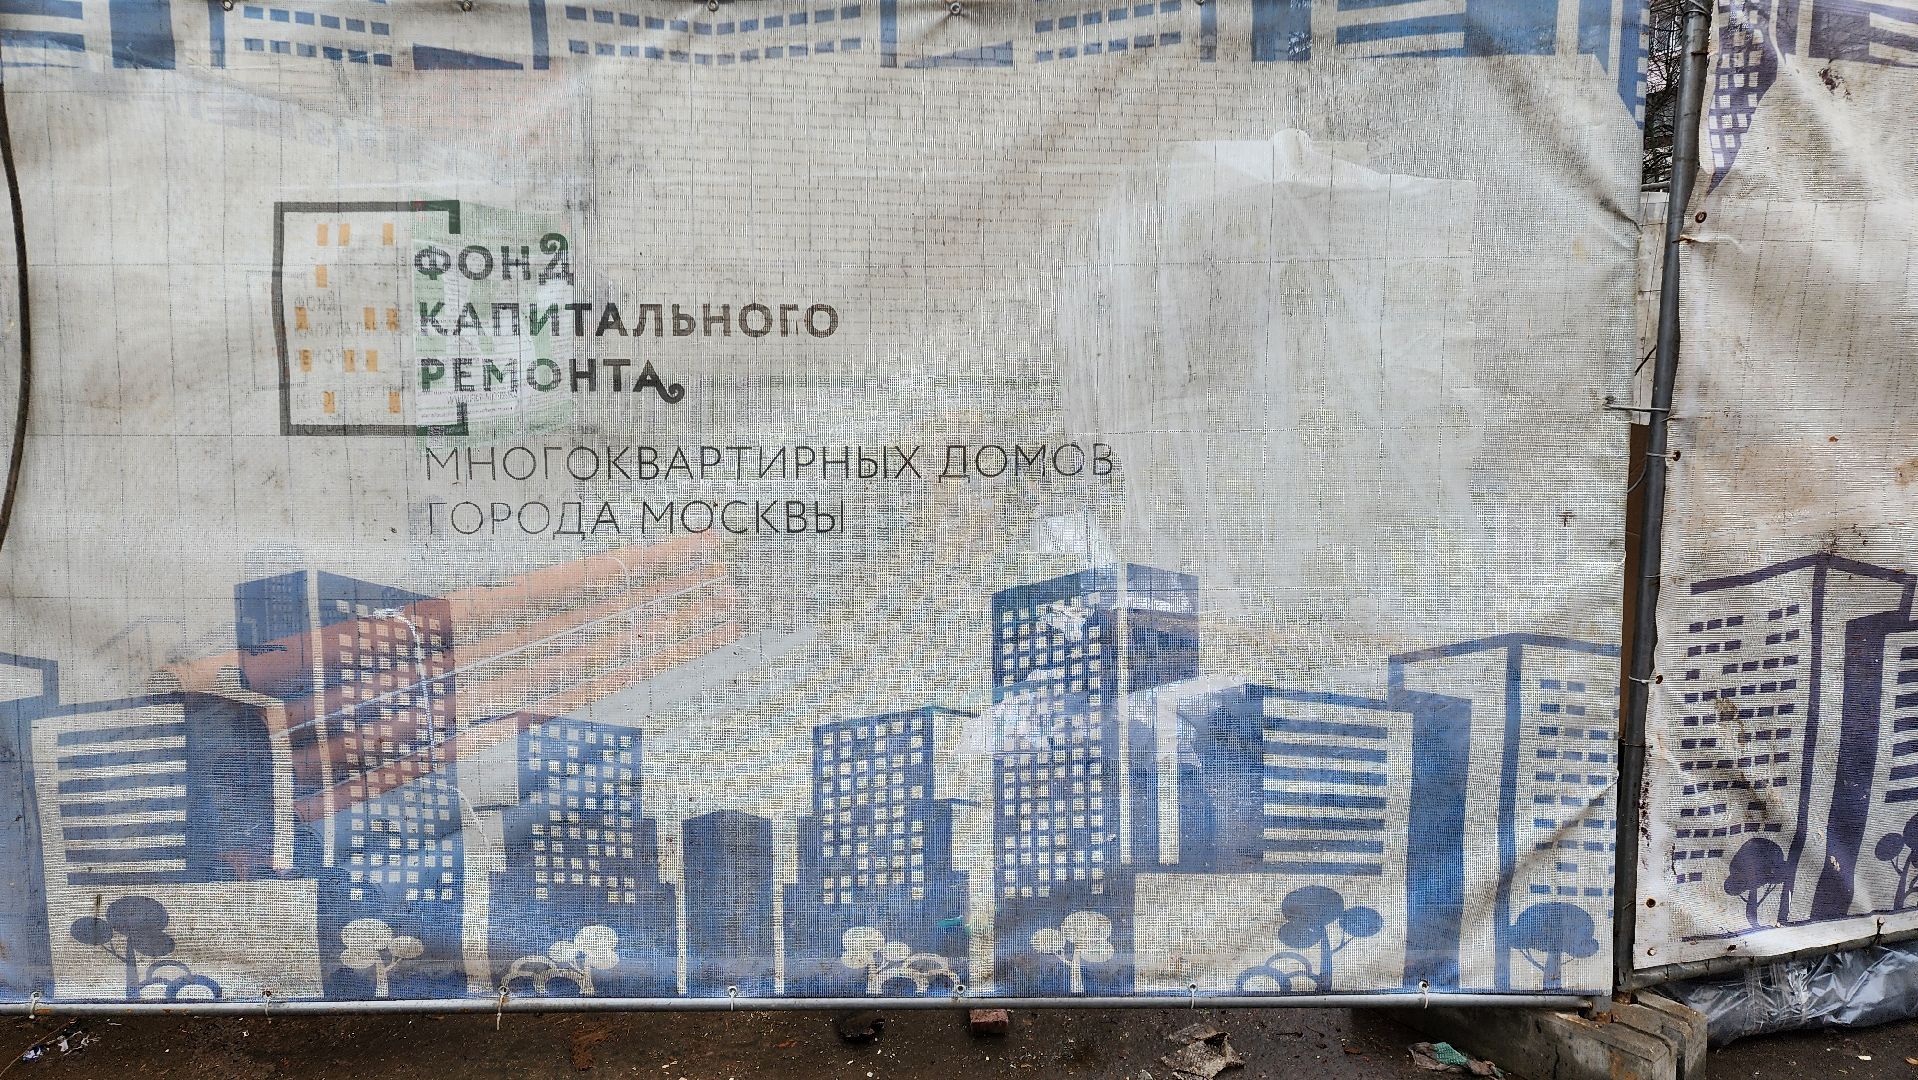 ФОНД
КАПИТАЛЬНОГО
РЕМОНТА
МНОГОКВАРТИРНЫХ ДОМОВ
ГОРОДА МОСКВЫ